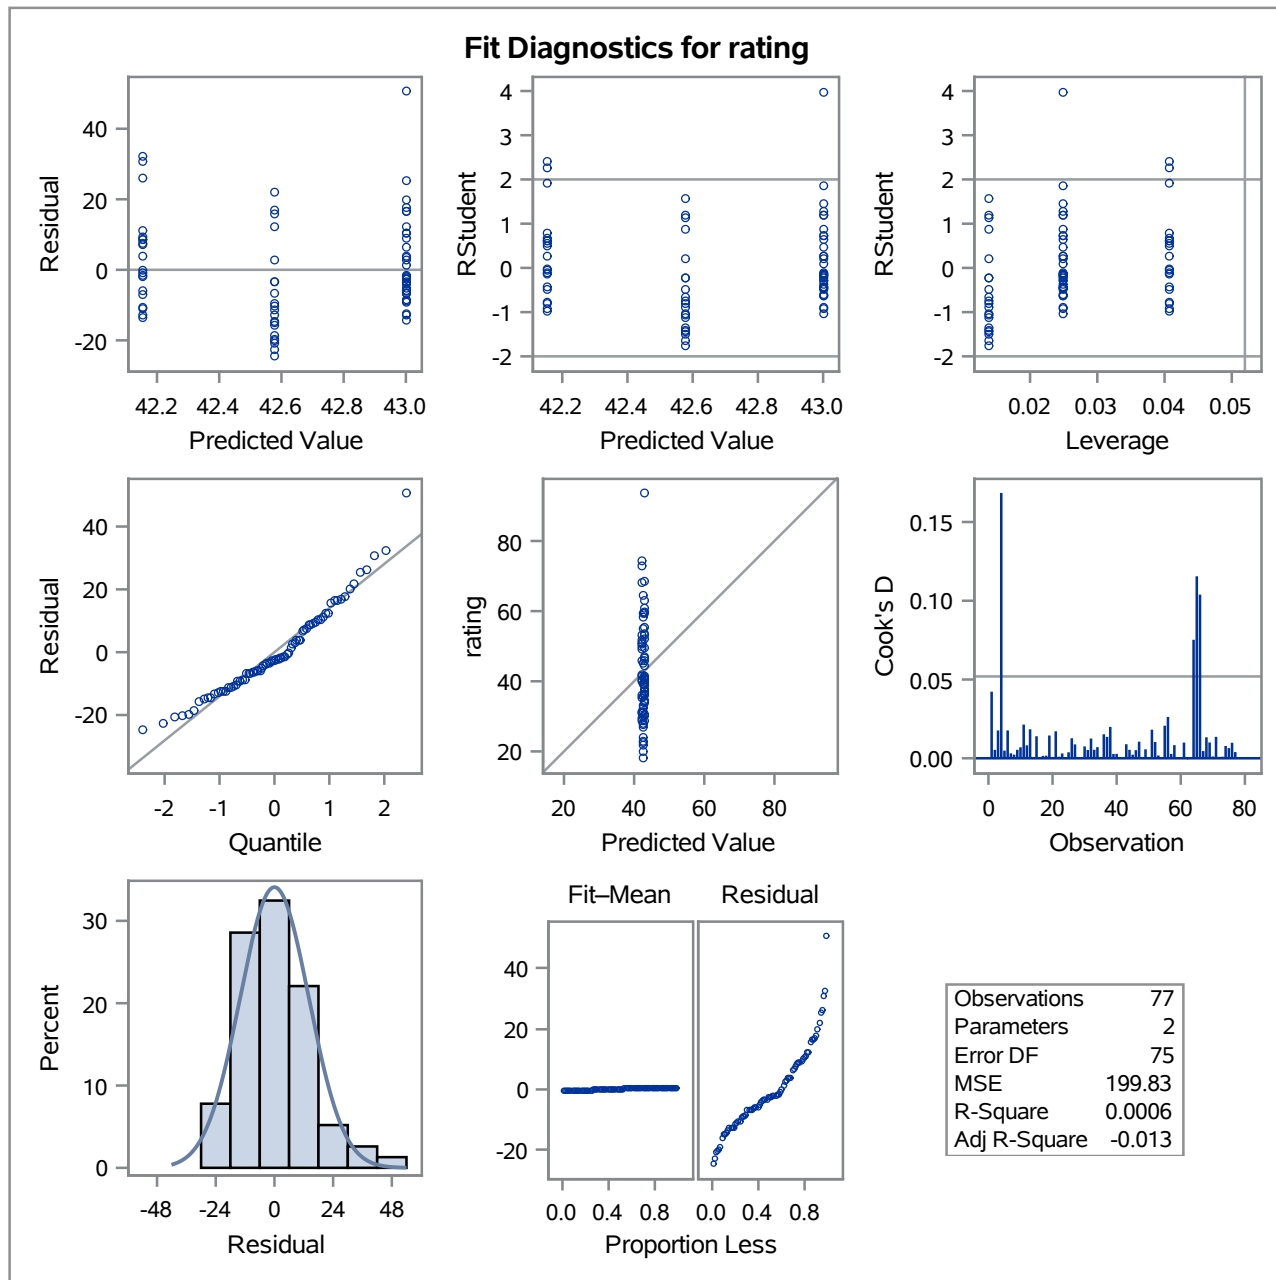 Fit Diagnostics for rating
Residual
40
20
0
-20
42.2 42.4 42.6 42.8 43.0
Predicted Value
RStudent
4
3
2
1
0
-1
-2
42.2 42.4 42.6 42.8 43.0
Predicted Value
RStudent
4
3
2
1
0
-1
-2
0.02 0.03 0.04 0.05
Leverage
Residual
40
20
0
-20
-2 -1 0 1 2
Quantile
rating
80
60
40
20
20 40 60 80
Predicted Value
Cook's D
0.15
0.10
0.05
0.00
0 20 40 60 80
Observation
Percent
30
20
10
0
-48 -24 0 24 48
Residual
Fit–Mean Residual
40
20
0
-20
0.0 0.4 0.8 0.0 0.4 0.8
Proportion Less
Observations 77
Parameters 2
Error DF 75
MSE 199.83
R-Square 0.0006
Adj R-Square -0.013